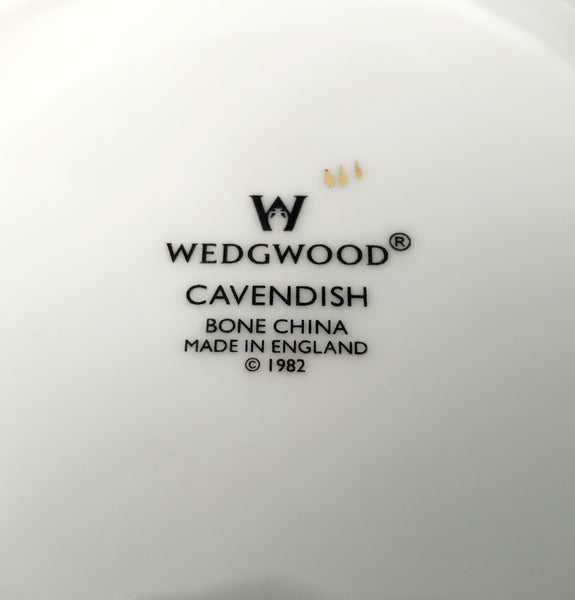 W
WEDGWOOD®
CAVENDISH
BONE CHINA
MADE IN ENGLAND
© 1982